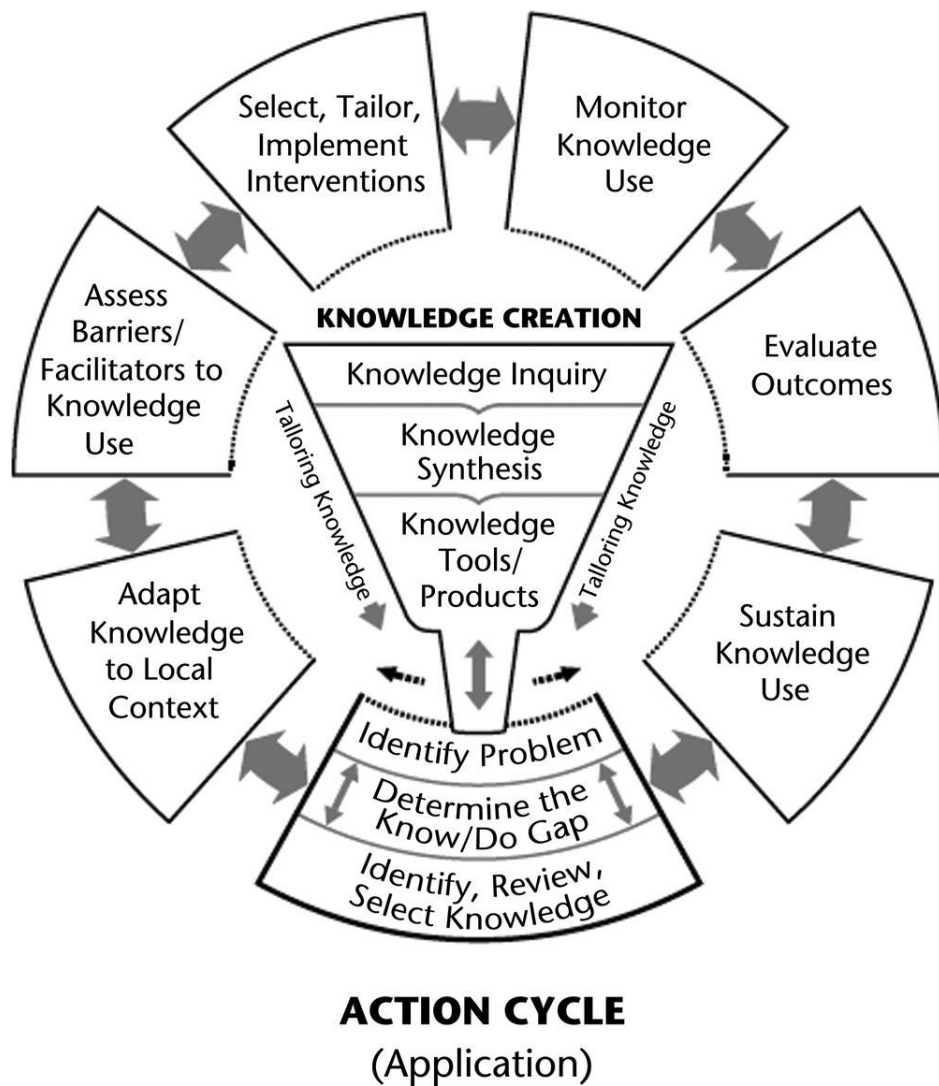 Select, Tailor,
Implement
Interventions
Monitor
Knowledge
Use
Assess
Barriers/
Facilitators to
Knowledge
Use
Evaluate
Outcomes
KNOWLEDGE CREATION
Knowledge Inquiry
Knowledge
Synthesis
Knowledge
Tools/
Products
Talloring Knowledge
Talloring Knowledge
Adapt
Knowledge
to Local
Context
Sustain
Knowledge
Use
Identify Problem
Determine the
Know/Do Gap
Identify, Review,
Select Knowledge
ACTION CYCLE
(Application)